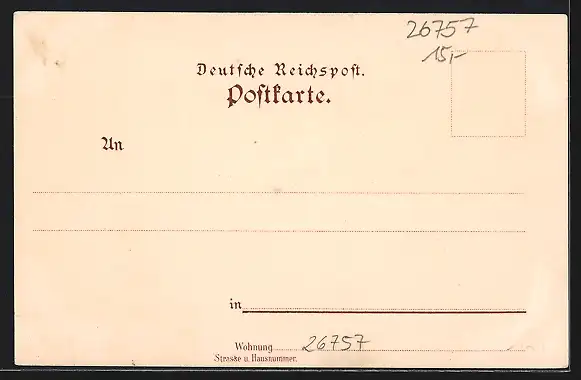 26757
15,-
Deutsche Reichspost.
Postkarte.
An
in
Wohnung 26757
Strasse u. Hausnummer.